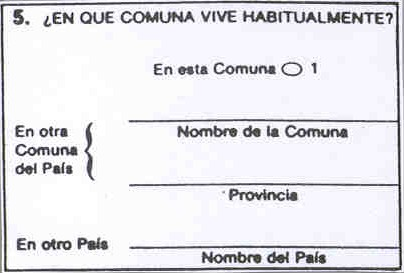 5. ¿EN QUE COMUNA VIVE HABITUALMENTE?
En esta Comuna 1
En otra
Comuna
del País
Nombre de la Comuna
Provincia
En otro País
Nombre del País